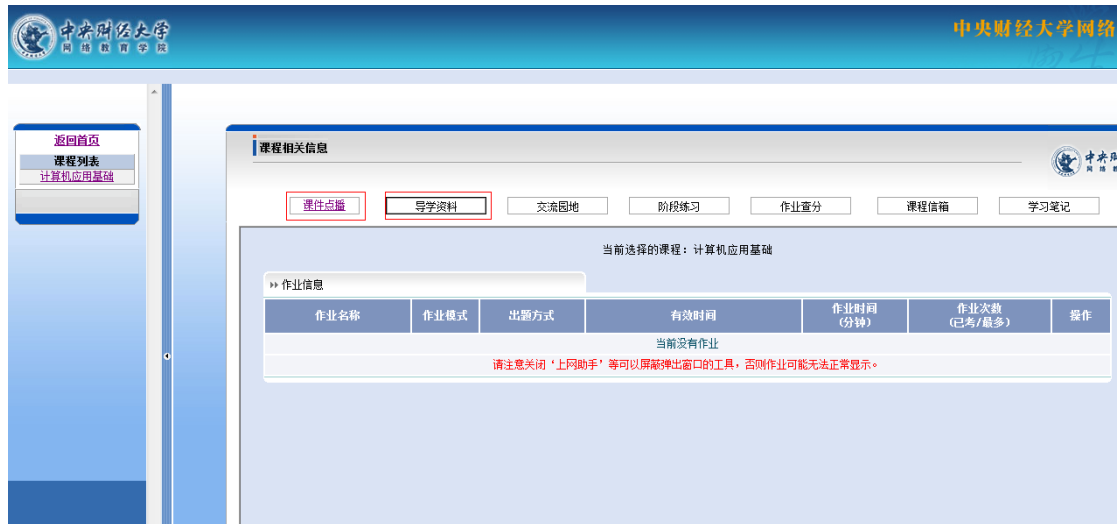 中央财经大学
网络教育学院
中央财经大学网络
返回首页
课程列表
计算机应用基础
课程相关信息
课件点播
导学资料
交流园地
阶段练习
作业查分
课程信箱
学习笔记
当前选择的课程：计算机应用基础
作业信息
作业名称 作业模式 出题方式 有效时间 作业时间 (分钟) 作业次数 (已考/最多) 操作
当前没有作业
请注意关闭‘上网助手’等可以屏蔽弹出窗口的工具，否则作业可能无法正常显示。